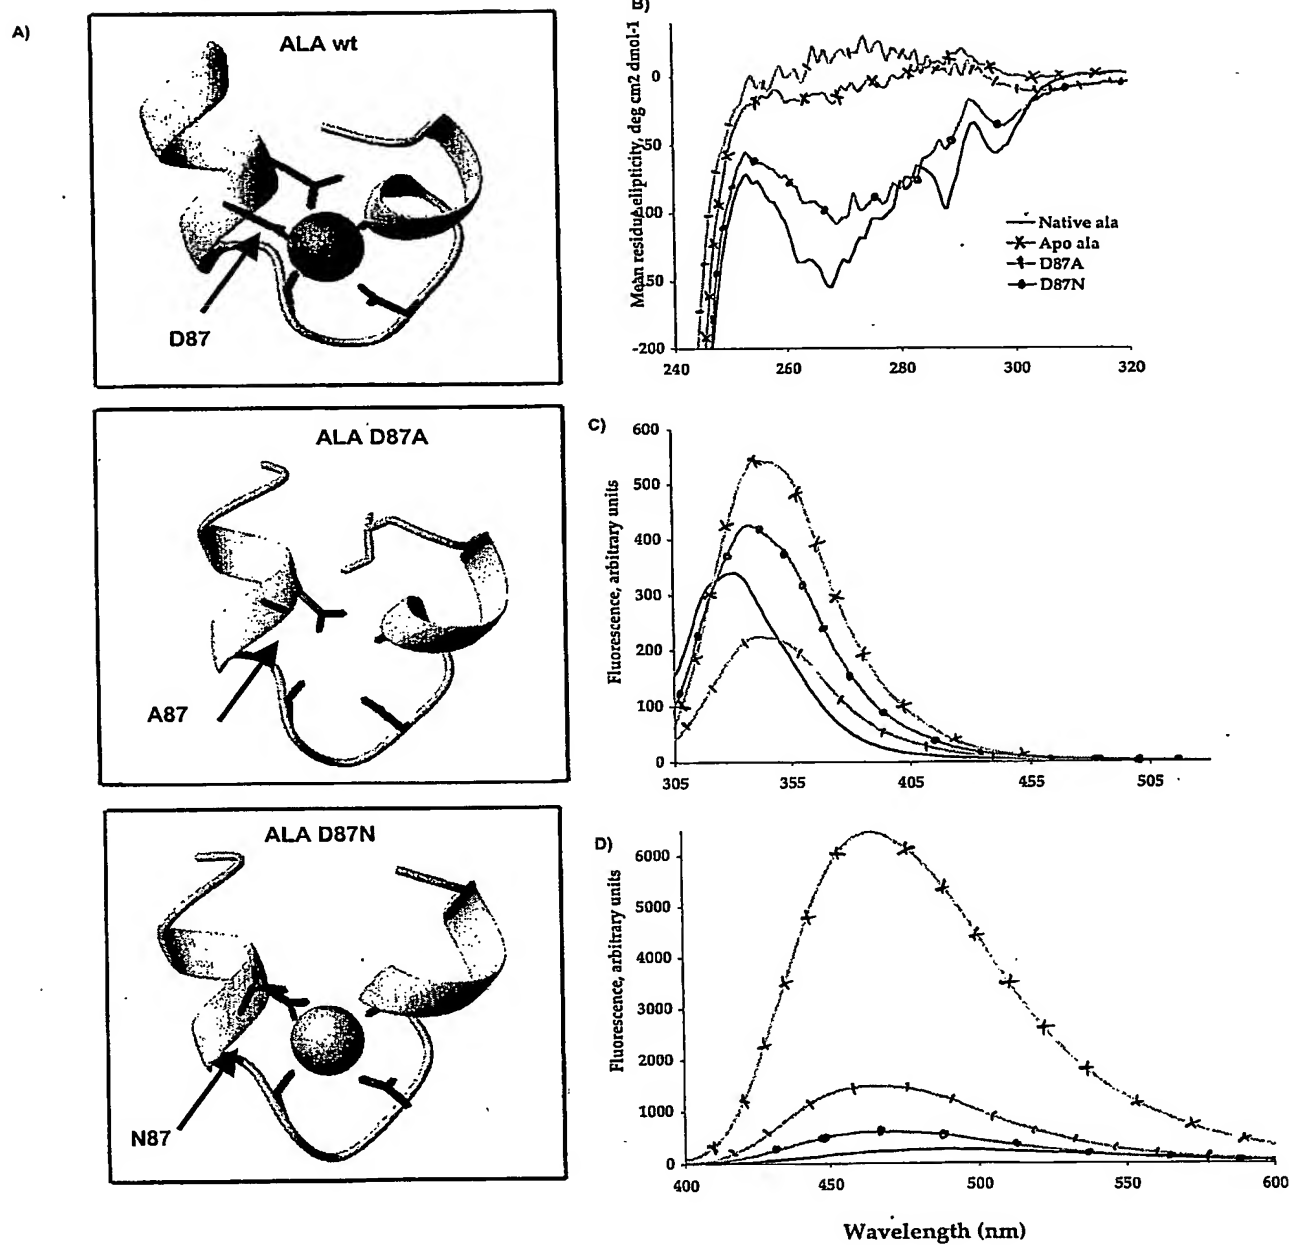 A)
ALA wt
D87
ALA D87A
A87
ALA D87N
N87
B)
Mean residue elipticity, deg cm2 dmol-1
0
-50
-100
-150
-200
240
260
280
300
320
Native ala
Apo ala
D87A
D87N
C)
Fluorescence, arbitrary units
600
500
400
300
200
100
0
305
355
405
455
505
D)
Fluorescence, arbitrary units
6000
5000
4000
3000
2000
1000
0
400
450
500
550
600
Wavelength (nm)